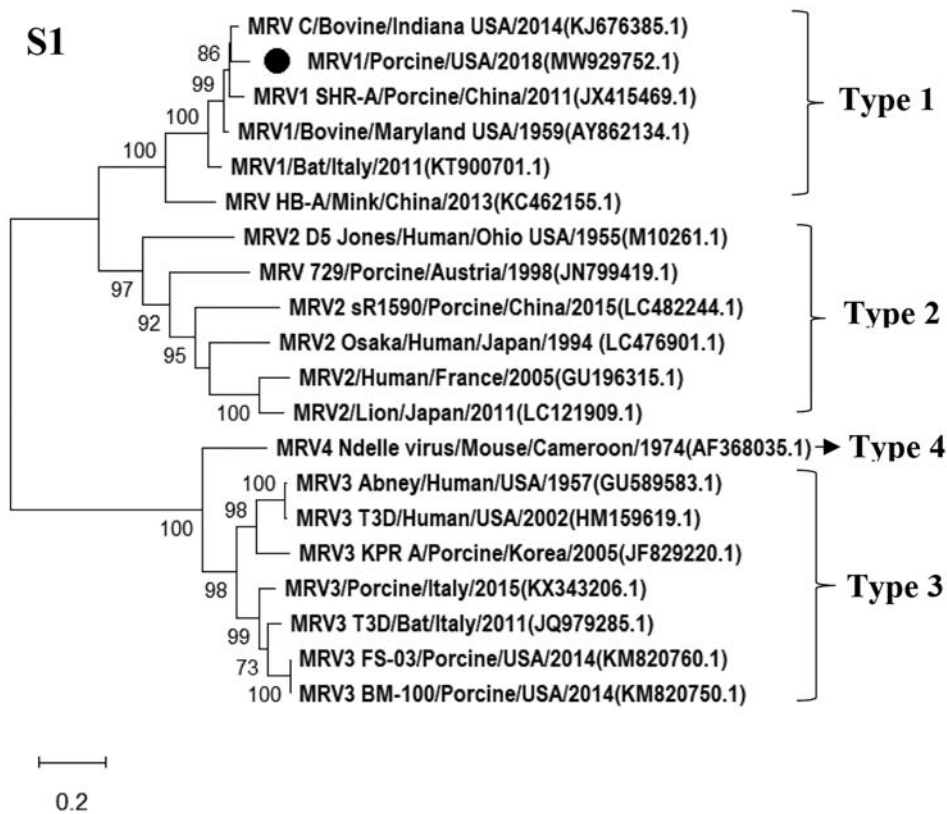 S1
MRV C/Bovine/Indiana USA/2014(KJ676385.1)
86
MRV1/Porcine/USA/2018(MW929752.1)
99
MRV1 SHR-A/Porcine/China/2011(JX415469.1)
Type 1
100
MRV1/Bovine/Maryland USA/1959(AY862134.1)
100
MRV1/Bat/Italy/2011(KT900701.1)
MRV HB-A/Mink/China/2013(KC462155.1)
MRV2 D5 Jones/Human/Ohio USA/1955(M10261.1)
97
MRV 729/Porcine/Austria/1998(JN799419.1)
92
MRV2 sR1590/Porcine/China/2015(LC482244.1)
Type 2
95
MRV2 Osaka/Human/Japan/1994 (LC476901.1)
MRV2/Human/France/2005(GU196315.1)
100
MRV2/Lion/Japan/2011(LC121909.1)
MRV4 Ndelle virus/Mouse/Cameroon/1974(AF368035.1)
Type 4
100
MRV3 Abney/Human/USA/1957(GU589583.1)
100
98
MRV3 T3D/Human/USA/2002(HM159619.1)
MRV3 KPR A/Porcine/Korea/2005(JF829220.1)
98
MRV3/Porcine/Italy/2015(KX343206.1)
Type 3
99
MRV3 T3D/Bat/Italy/2011(JQ979285.1)
73
MRV3 FS-03/Porcine/USA/2014(KM820760.1)
100
MRV3 BM-100/Porcine/USA/2014(KM820750.1)
0.2